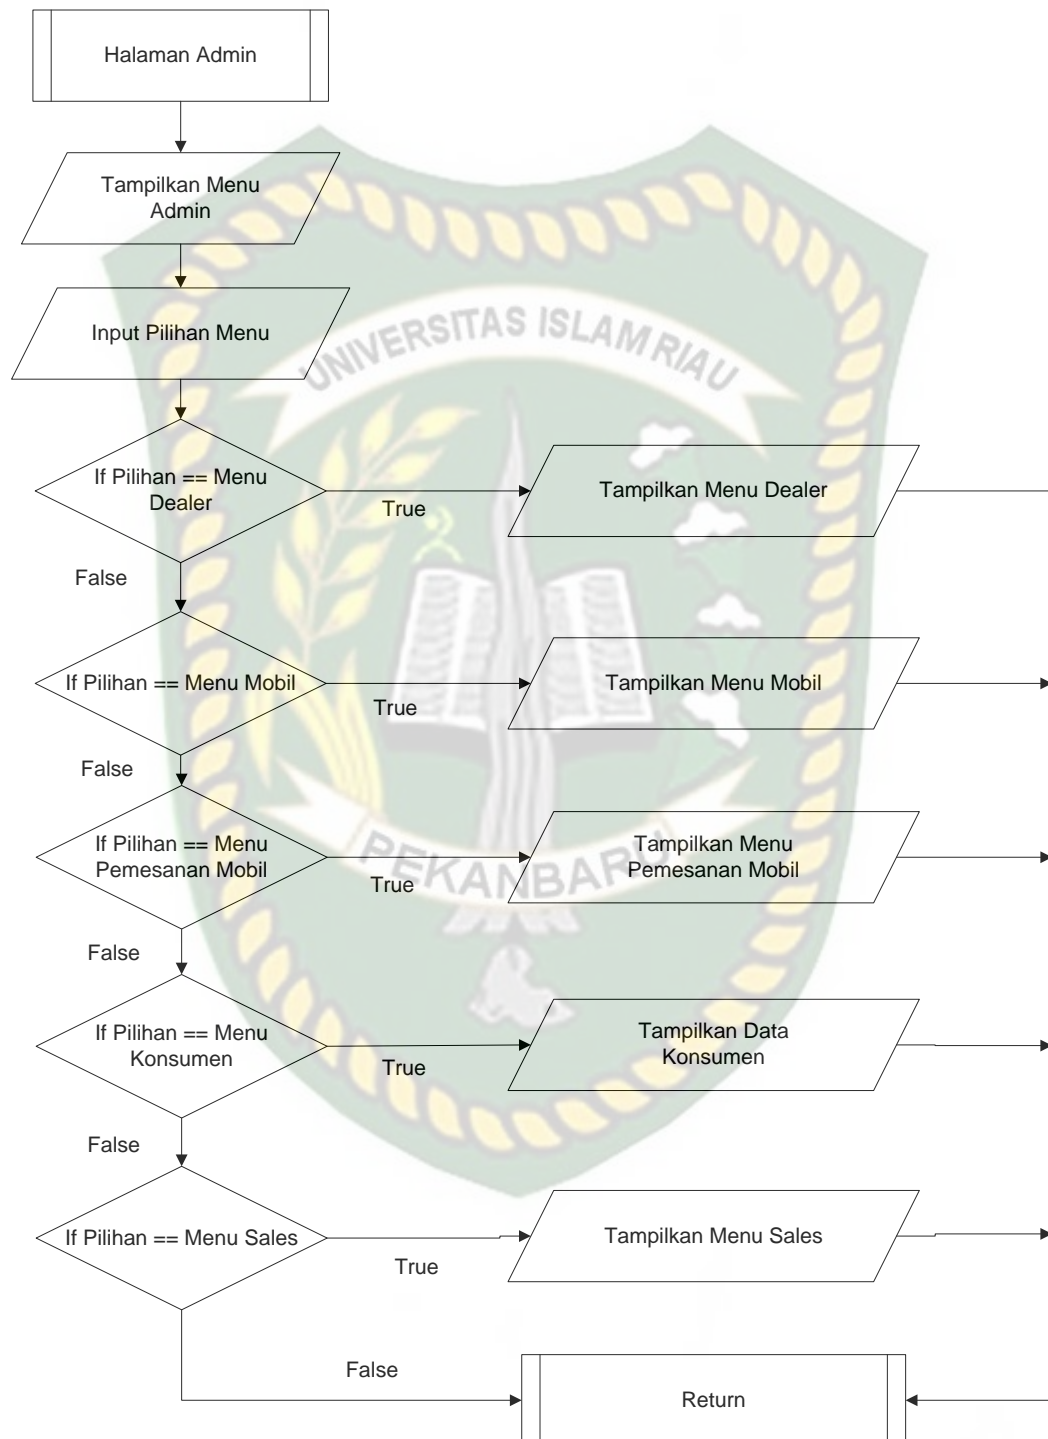 Halaman Admin
Tampilkan Menu
Admin
Input Pilihan Menu
UNIVERSITAS ISLAM RIAU
If Pilihan == Menu
Dealer
True
Tampilkan Menu Dealer
False
If Pilihan == Menu Mobil
True
Tampilkan Menu Mobil
False
If Pilihan == Menu
Pemesanan Mobil
True
Tampilkan Menu
Pemesanan Mobil
PEKANBARU
False
If Pilihan == Menu
Konsumen
True
Tampilkan Data
Konsumen
False
If Pilihan == Menu Sales
True
Tampilkan Menu Sales
False
Return